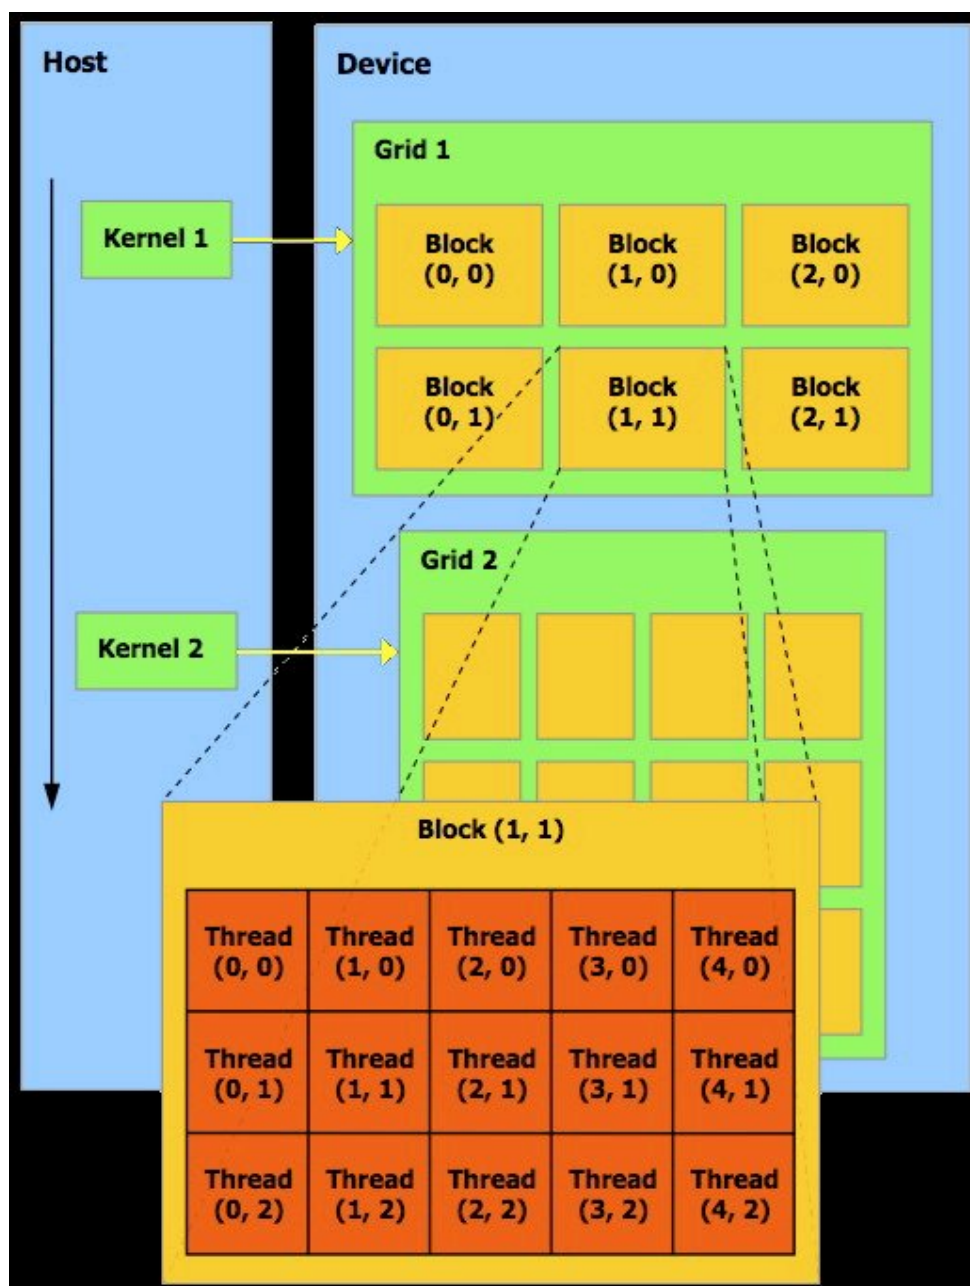 Host
Device
Grid 1
Kernel 1
Block
(0, 0)
Block
(1, 0)
Block
(2, 0)
Block
(0, 1)
Block
(1, 1)
Block
(2, 1)
Grid 2
Kernel 2
Block (1, 1)
Thread
(0, 0)
Thread
(1, 0)
Thread
(2, 0)
Thread
(3, 0)
Thread
(4, 0)
Thread
(0, 1)
Thread
(1, 1)
Thread
(2, 1)
Thread
(3, 1)
Thread
(4, 1)
Thread
(0, 2)
Thread
(1, 2)
Thread
(2, 2)
Thread
(3, 2)
Thread
(4, 2)